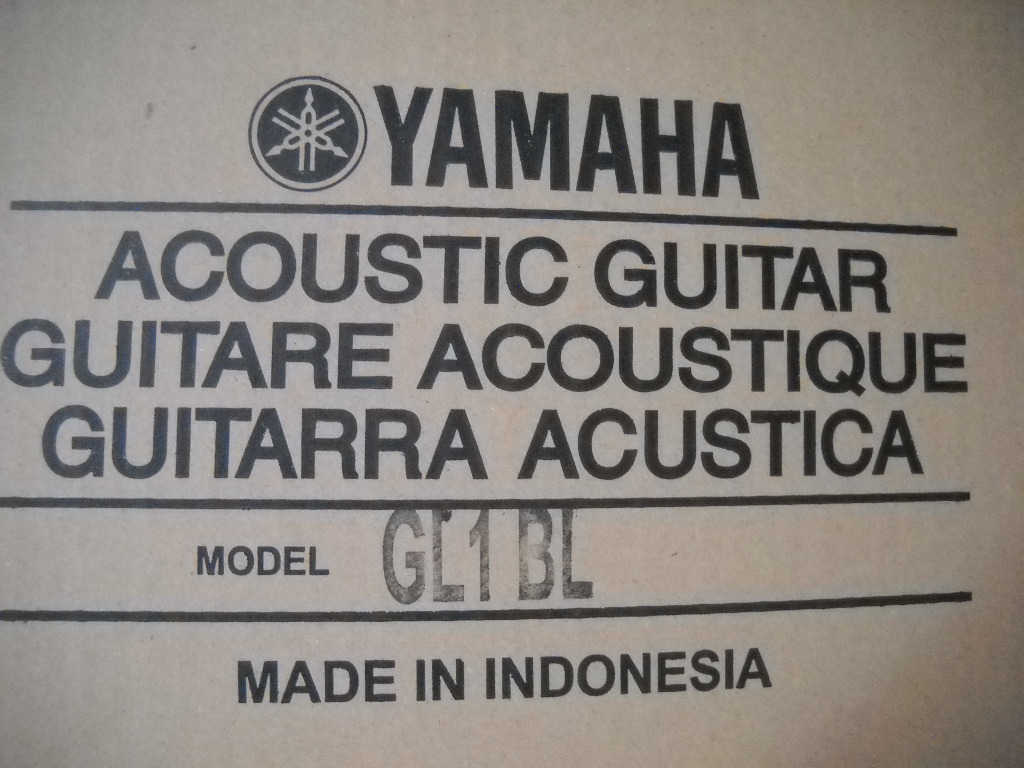 YAMAHA
ACOUSTIC GUITAR
GUITARE ACOUSTIQUE
GUITARRA ACUSTICA
MODEL GL1 BL
MADE IN INDONESIA